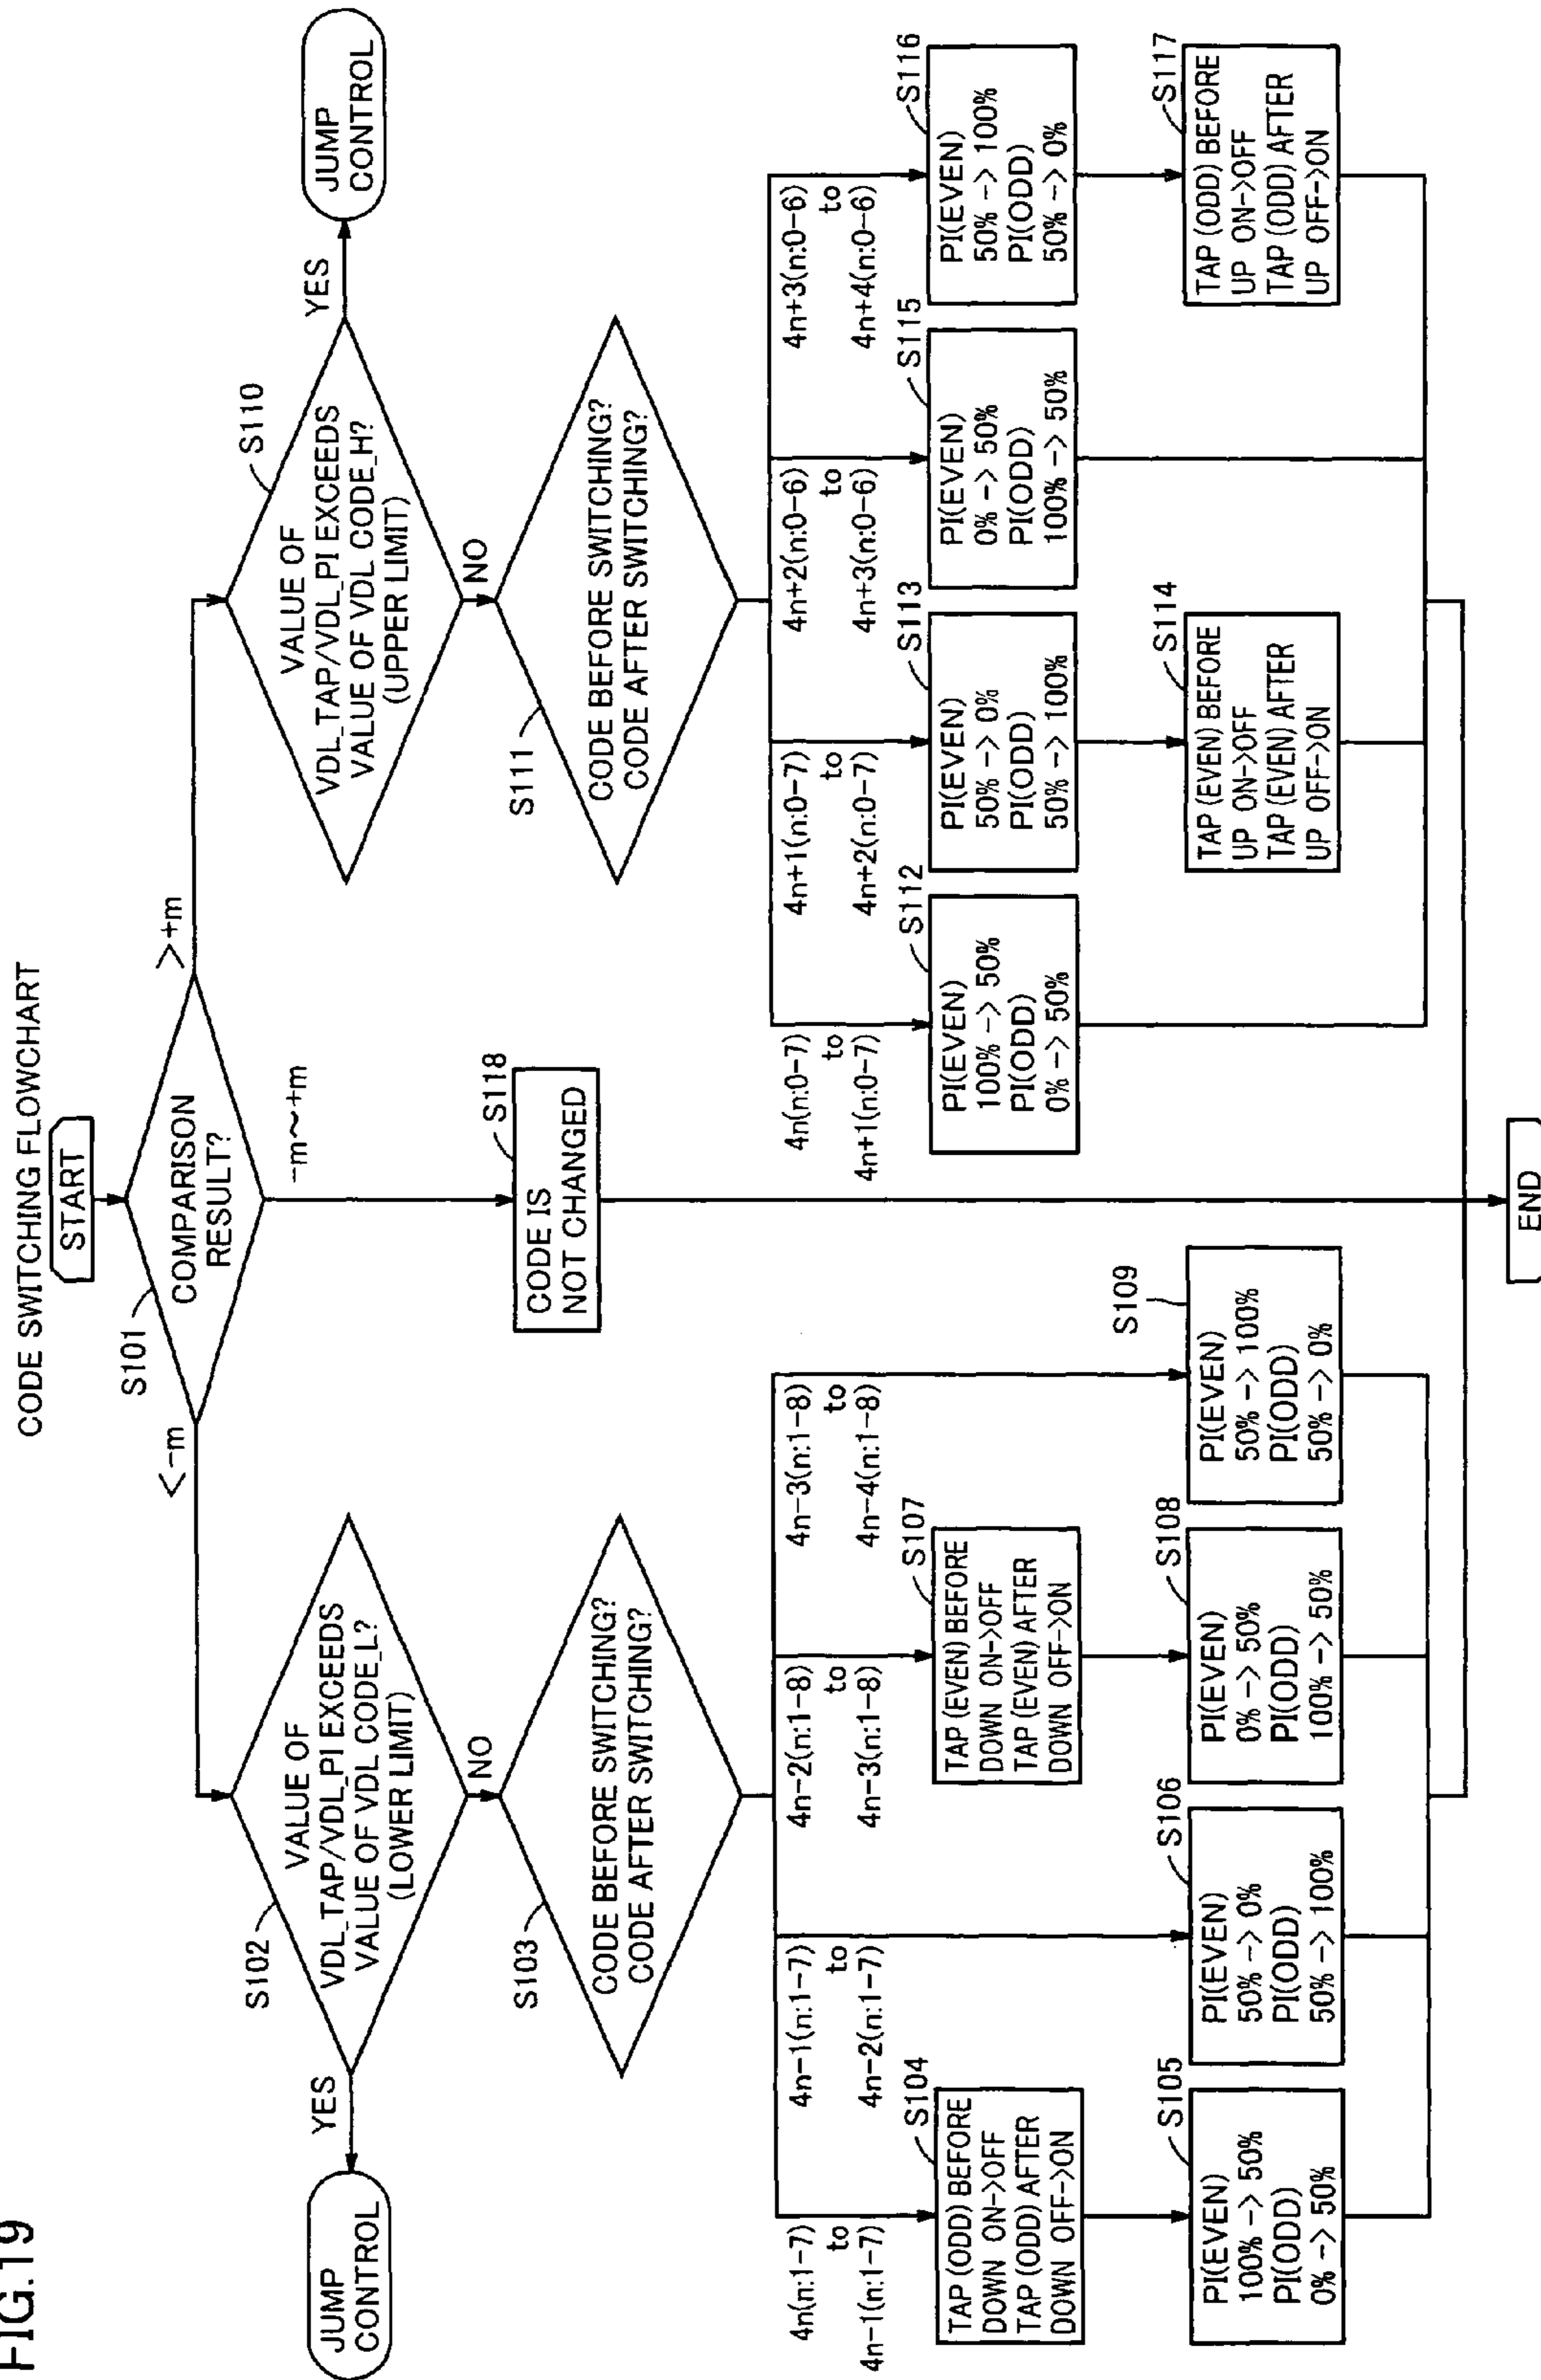 FIG.19
CODE SWITCHING FLOWCHART
START
S101
COMPARISON
RESULT?
<-m
-m~+m
>+m
S102
VALUE OF
VDL_TAP/VDL_PI EXCEEDS
VALUE OF VDL CODE_L?
(LOWER LIMIT)
YES
JUMP
CONTROL
NO
S103
CODE BEFORE SWITCHING?
CODE AFTER SWITCHING?
4n(n:1-7)
to
4n-1(n:1-7)
4n-1(n:1-7)
to
4n-2(n:1-7)
4n-2(n:1-8)
to
4n-3(n:1-8)
4n-3(n:1-8)
to
4n-4(n:1-8)
S104
TAP (ODD) BEFORE
DOWN ON->OFF
TAP (ODD) AFTER
DOWN OFF->ON
S107
TAP (EVEN) BEFORE
DOWN ON->OFF
TAP (EVEN) AFTER
DOWN OFF->ON
S105
PI(EVEN)
100% -> 50%
PI(ODD)
0% -> 50%
S106
PI(EVEN)
50% -> 0%
PI(ODD)
50% -> 100%
S108
PI(EVEN)
0% -> 50%
PI(ODD)
100% -> 50%
S109
PI(EVEN)
50% -> 100%
PI(ODD)
50% -> 0%
S118
CODE IS
NOT CHANGED
S110
VALUE OF
VDL_TAP/VDL_PI EXCEEDS
VALUE OF VDL CODE_H?
(UPPER LIMIT)
YES
JUMP
CONTROL
NO
S111
CODE BEFORE SWITCHING?
CODE AFTER SWITCHING?
4n(n:0-7)
to
4n+1(n:0-7)
4n+1(n:0-7)
to
4n+2(n:0-7)
4n+2(n:0-6)
to
4n+3(n:0-6)
4n+3(n:0-6)
to
4n+4(n:0-6)
S112
PI(EVEN)
100% -> 50%
PI(ODD)
0% -> 50%
S113
PI(EVEN)
50% -> 0%
PI(ODD)
50% -> 100%
S115
PI(EVEN)
0% -> 50%
PI(ODD)
100% -> 50%
S116
PI(EVEN)
50% -> 100%
PI(ODD)
50% -> 0%
S114
TAP (EVEN) BEFORE
UP ON->OFF
TAP (EVEN) AFTER
UP OFF->ON
S117
TAP (ODD) BEFORE
UP ON->OFF
TAP (ODD) AFTER
UP OFF->ON
END